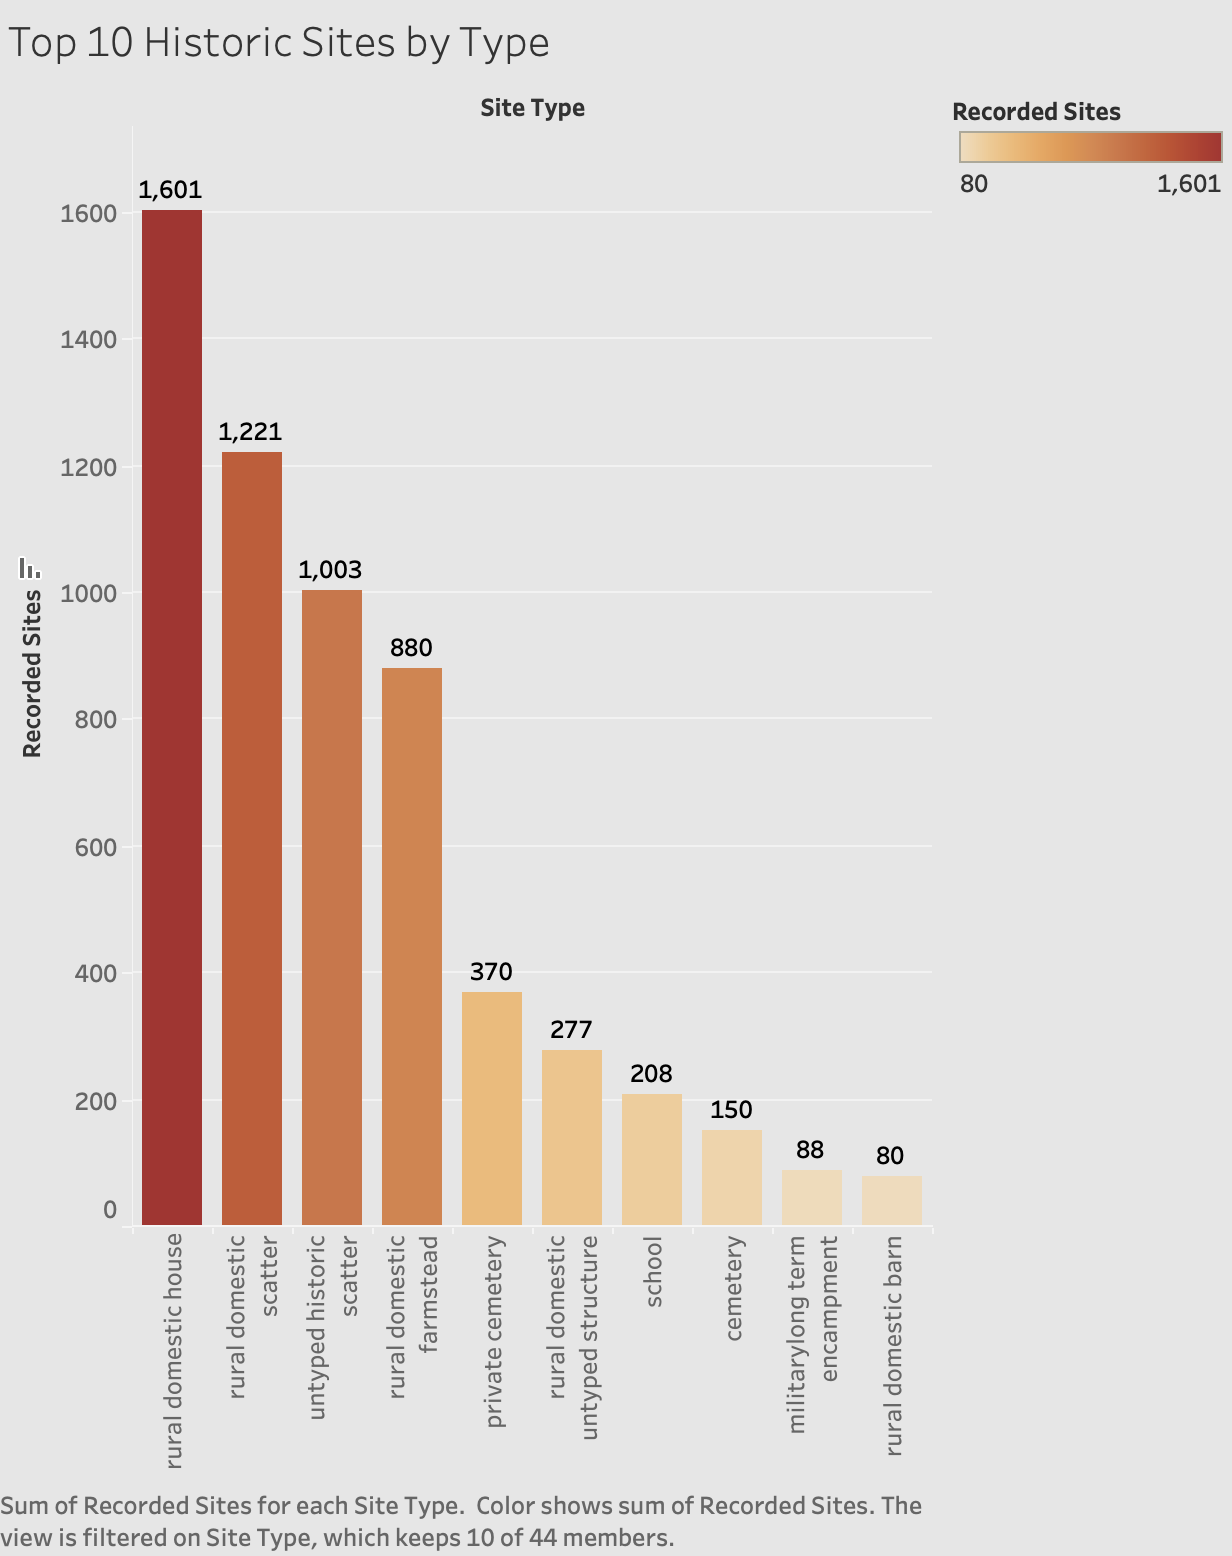 Top 10 Historic Sites by Type
Site Type
Recorded Sites
80
1,601
Recorded Sites
1600
1400
1200
1000
800
600
400
200
0
1,601
1,221
1,003
880
370
277
208
150
88
80
rural domestic house
rural domestic
scatter
untyped historic
scatter
rural domestic
farmstead
private cemetery
rural domestic
untyped structure
school
cemetery
militarylong term
encampment
rural domestic barn
Sum of Recorded Sites for each Site Type.  Color shows sum of Recorded Sites. The
view is filtered on Site Type, which keeps 10 of 44 members.